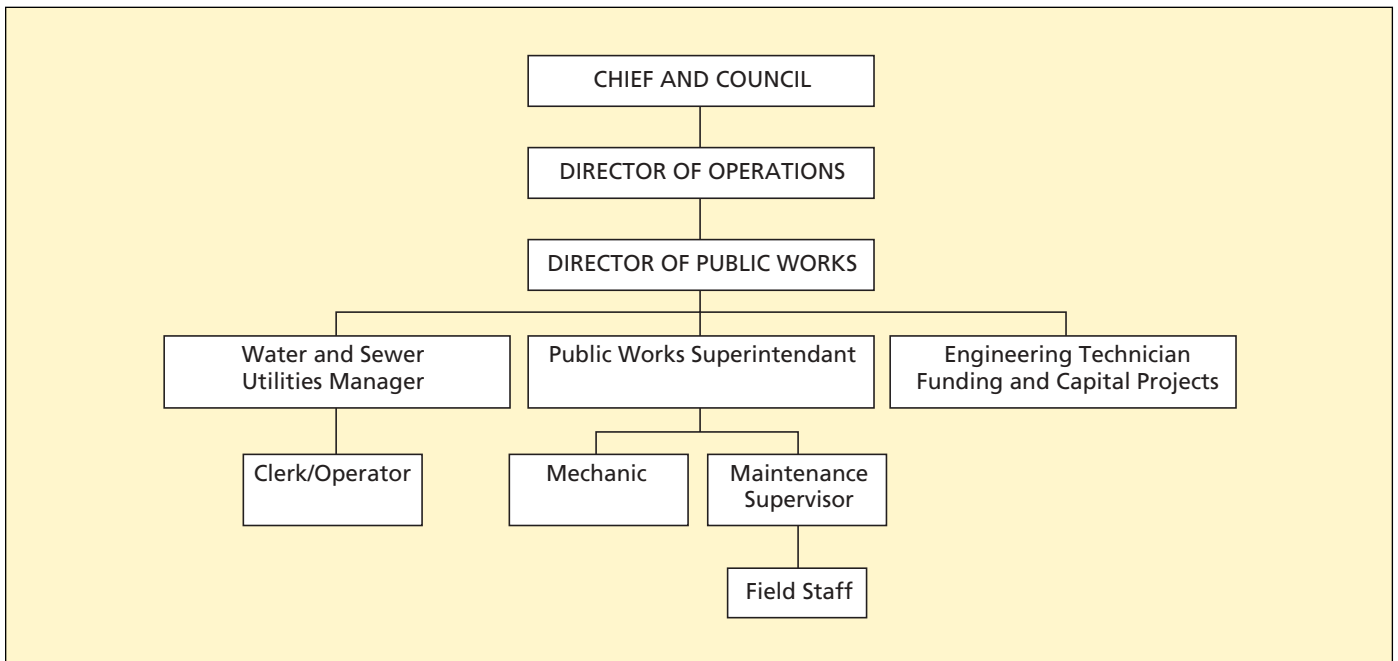 CHIEF AND COUNCIL
DIRECTOR OF OPERATIONS
DIRECTOR OF PUBLIC WORKS
Water and Sewer
Utilities Manager
Public Works Superintendant
Engineering Technician
Funding and Capital Projects
Clerk/Operator
Mechanic
Maintenance
Supervisor
Field Staff